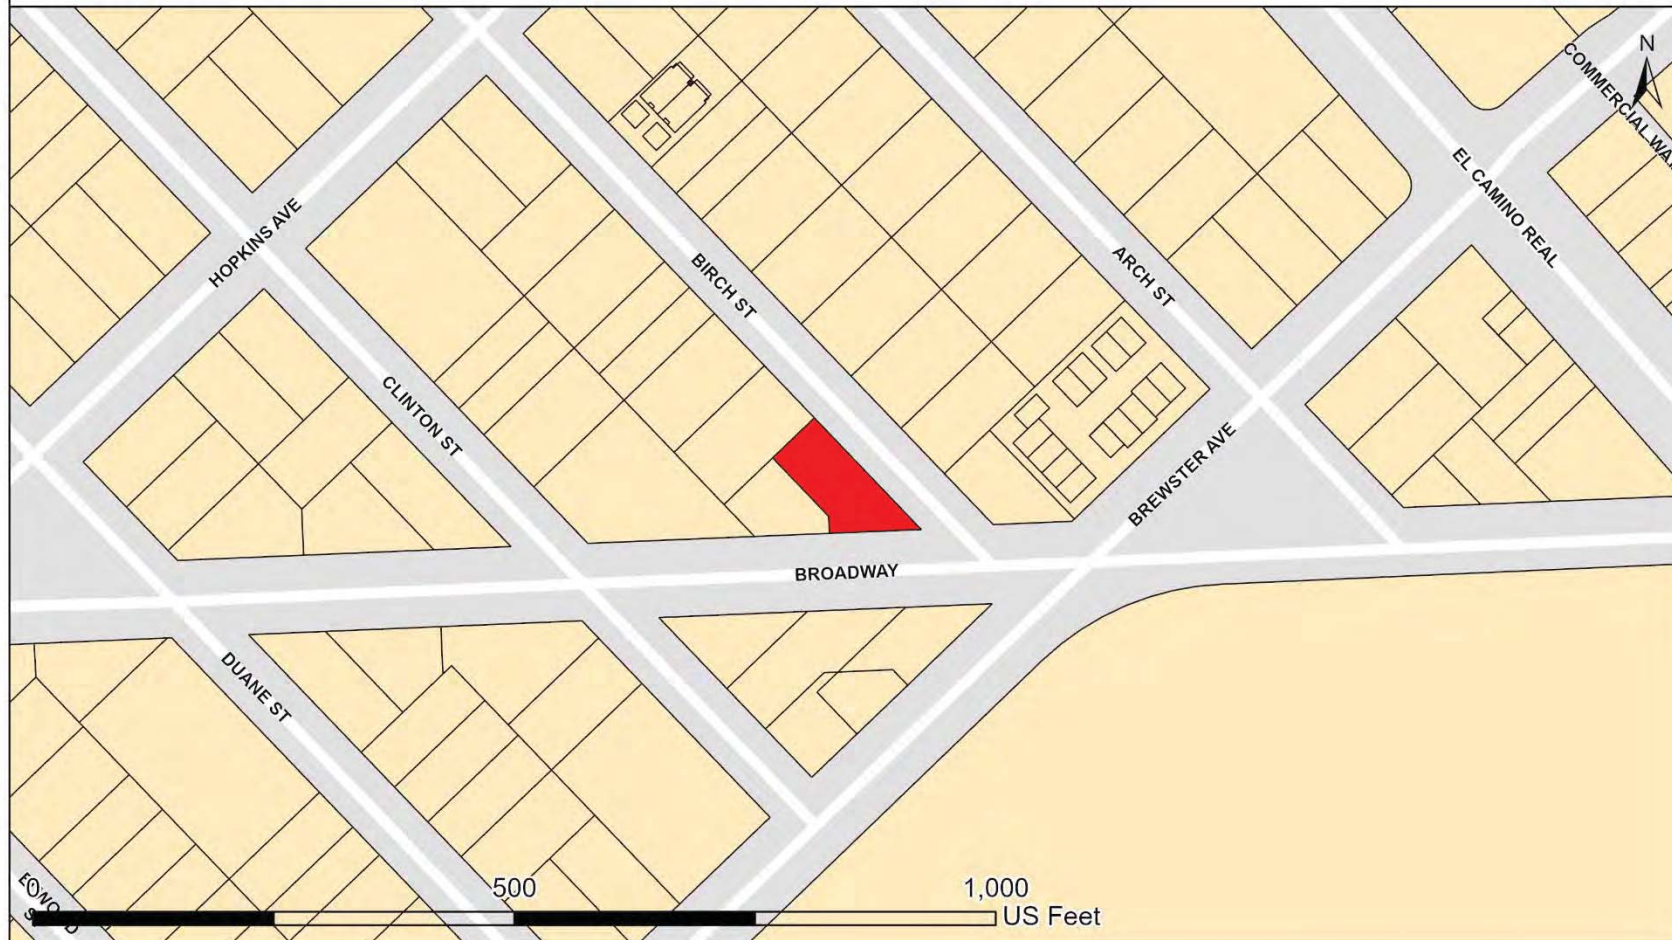 N
COMMERCIAL WAY
EL CAMINO REAL
HOPKINS AVE
BIRCH ST
ARCH ST
CLINTON ST
BREWSTER AVE
BROADWAY
DUANE ST
0
500
1,000
US Feet